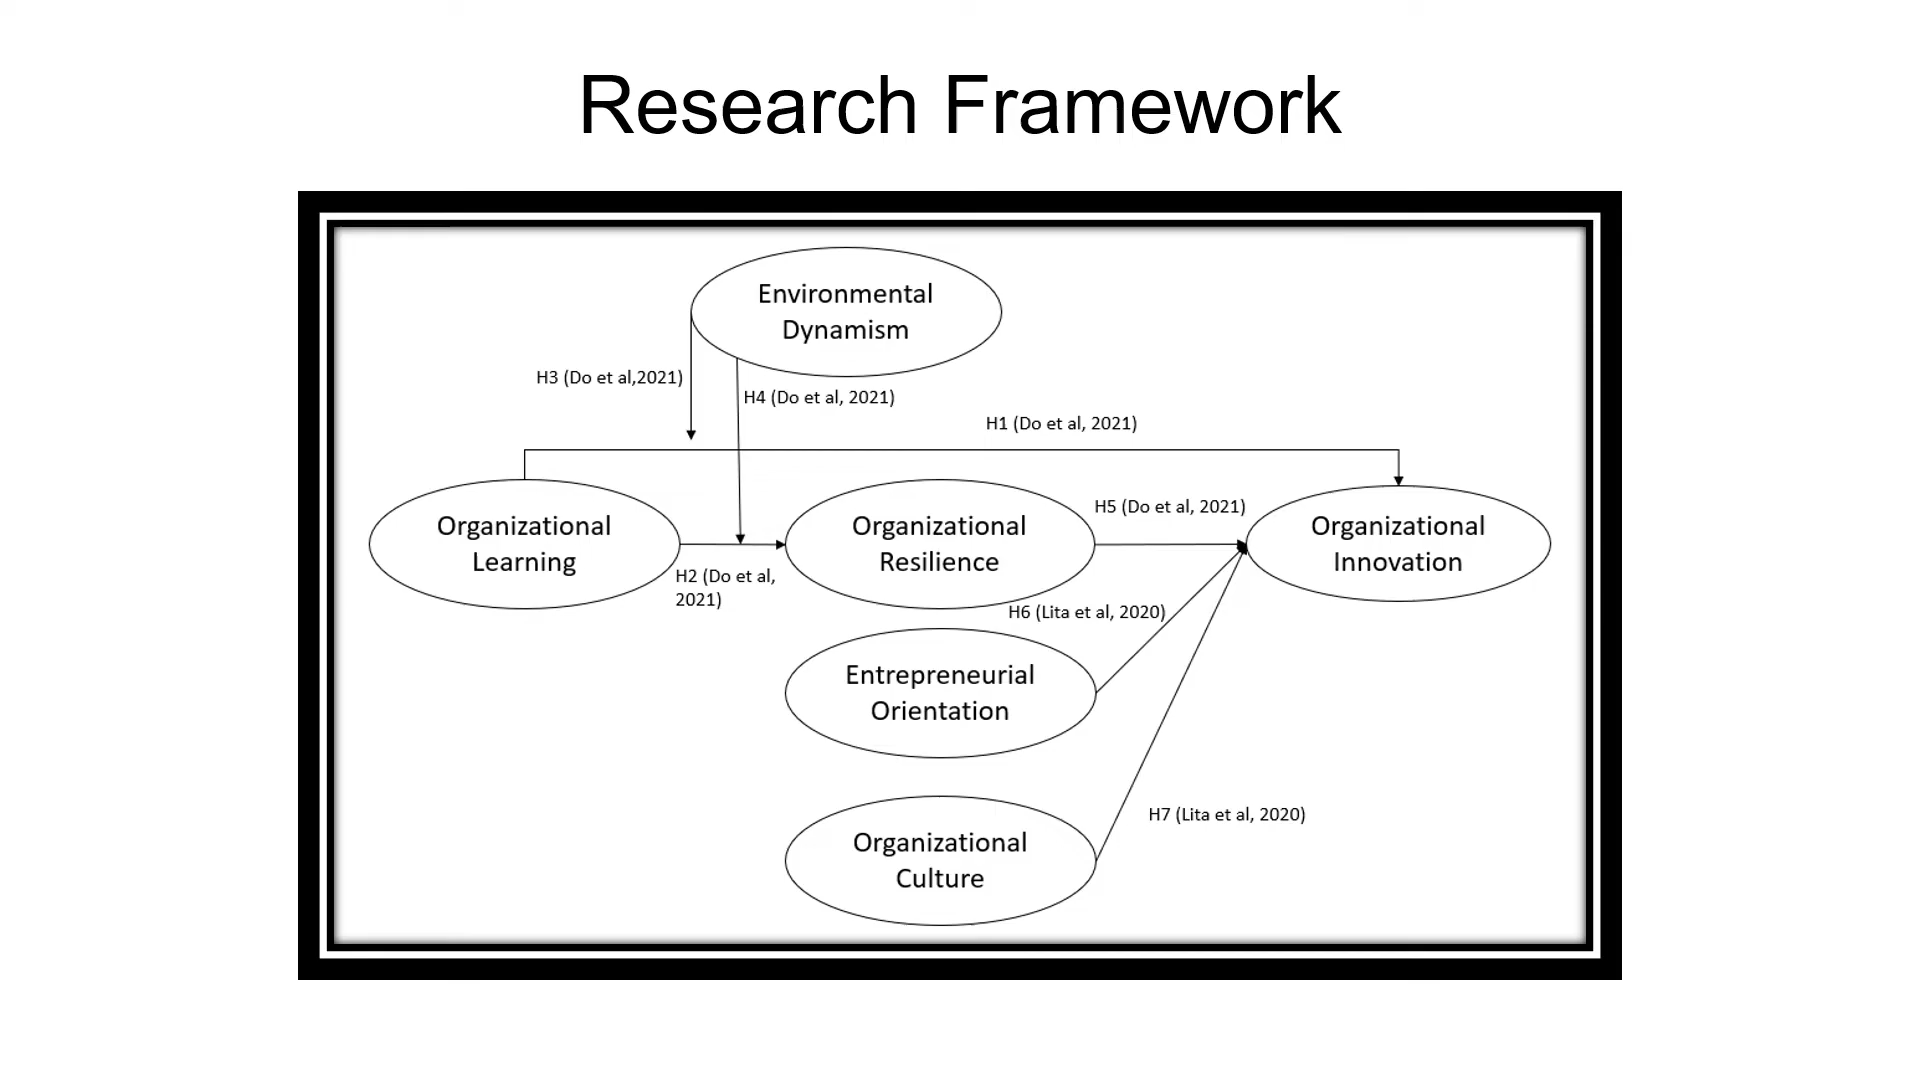 Research Framework
Environmental
Dynamism
H3 (Do et al,2021)
H4 (Do et al, 2021)
H1 (Do et al, 2021)
Organizational
Learning
H2 (Do et al,
2021)
Organizational
Resilience
H5 (Do et al, 2021)
Organizational
Innovation
H6 (Lita et al, 2020)
Entrepreneurial
Orientation
H7 (Lita et al, 2020)
Organizational
Culture